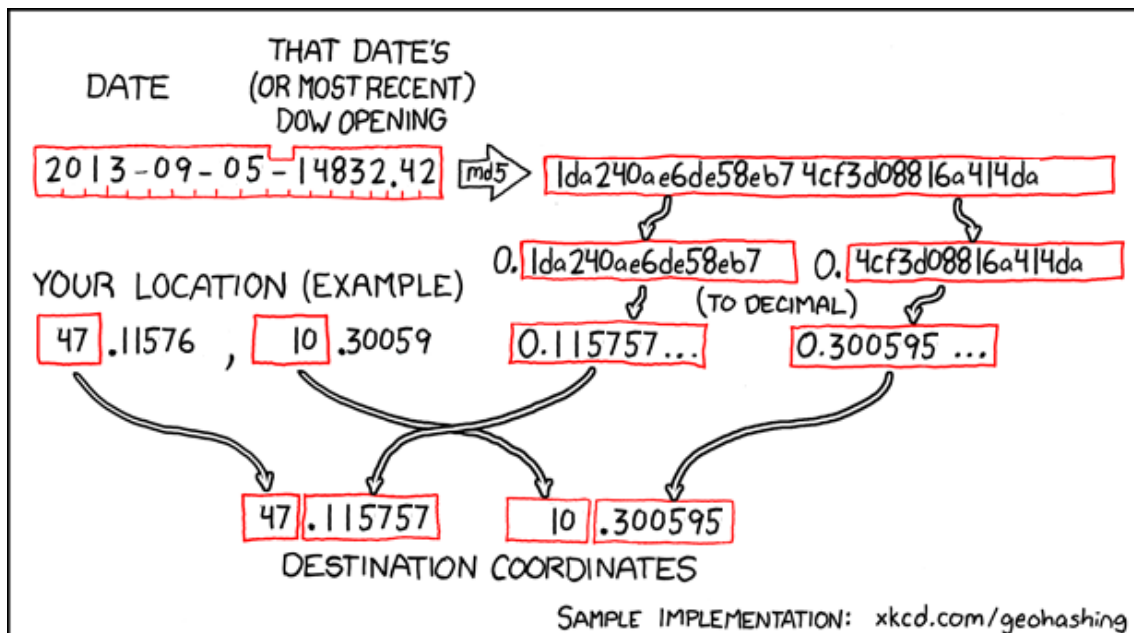 DATE
THAT DATE'S
(OR MOST RECENT)
DOW OPENING
2013-09-05-14832.42
md5
1da240ae6de58eb74cf3d08816a414da
0.1da240ae6de58eb7
0.4cf3d08816a414da
(TO DECIMAL)
0.115757...
0.300595...
YOUR LOCATION (EXAMPLE)
47.11576, 10.30059
47.115757
10.300595
DESTINATION COORDINATES
SAMPLE IMPLEMENTATION: xkcd.com/geohashing